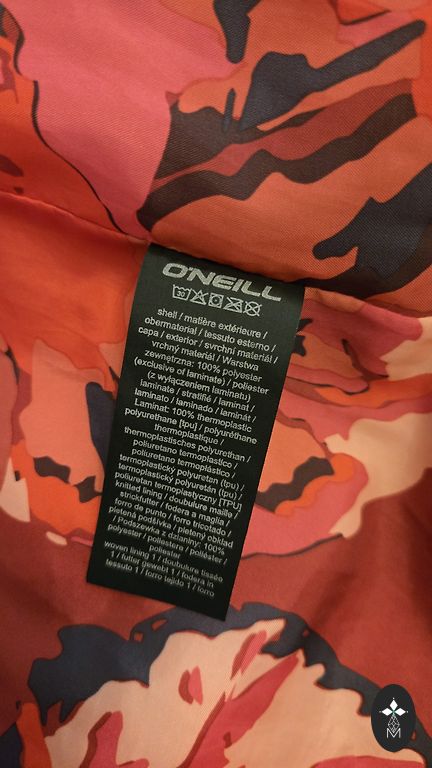 O'NEILL
30
shell / matière extérieure /
obermaterial / tessuto esterno /
capa / exterior / svrchní materiál /
vrchný materiál / Warstwa
zewnętrzna: 100% polyester
(exclusive of laminate) / poliester
(z wyłączeniem laminatu)
laminate / stratifié / laminat /
laminato / laminado / laminát /
Laminat: 100% thermoplastic
polyurethane [tpu] / polyuréthane
thermoplastique /
thermoplastisches polyurethan /
poliuretano termoplastico /
poliuretano termoplástico /
termoplastický polyuretan (tpu) /
termoplastický polyuretán (tpu) /
poliuretan termoplastyczny [TPU]
knitted lining / doubulure maille /
strickfutter / fodera a maglia /
forro de punto / forro tricotado /
pletená podšívka / pletený obklad
/ Podszewka z dzianiny: 100%
polyester / poliestere / poliéster /
poliester
woven lining 1 / doubulure tissée
1 / futter gewebt 1 / fodera in
tessuto 1 / forro tejido 1 / forro
M